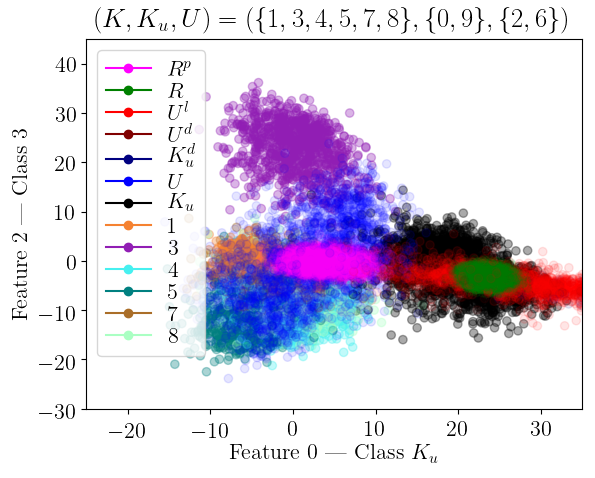 (K, K_u, U) = ({1, 3, 4, 5, 7, 8}, {0, 9}, {2, 6})
Feature 2 — Class 3
40
30
20
10
0
−10
−20
−30
R^p
R
U^l
U^d
K_u^d
U
K_u
1
3
4
5
7
8
−20 −10 0 10 20 30
Feature 0 — Class K_u